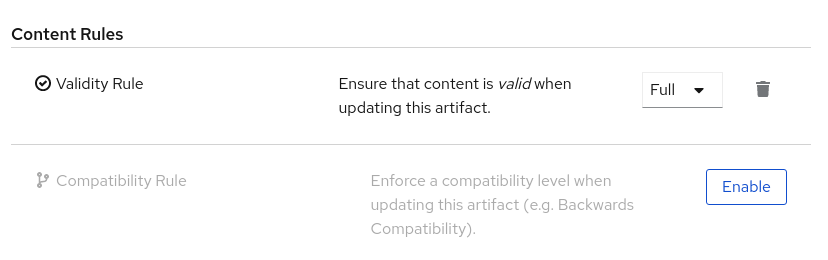 Content Rules
Validity Rule
Ensure that content is valid when
updating this artifact.
Full
Compatibility Rule
Enforce a compatibility level when
updating this artifact (e.g. Backwards
Compatibility).
Enable